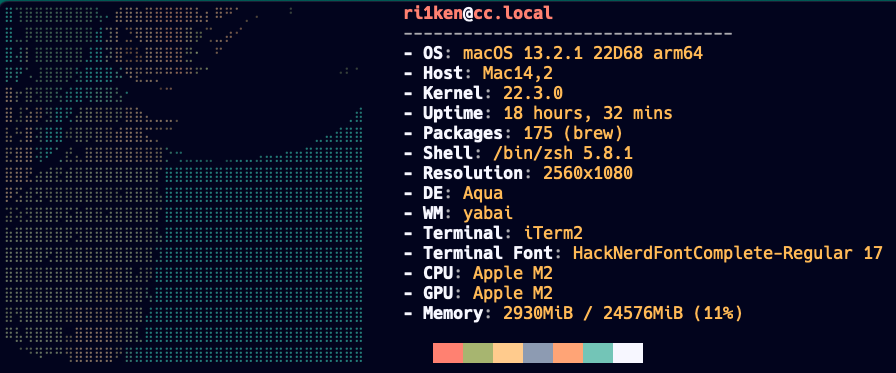 ri1ken@cc.local
---------------------------------
- OS: macOS 13.2.1 22D68 arm64
- Host: Mac14,2
- Kernel: 22.3.0
- Uptime: 18 hours, 32 mins
- Packages: 175 (brew)
- Shell: /bin/zsh 5.8.1
- Resolution: 2560x1080
- DE: Aqua
- WM: yabai
- Terminal: iTerm2
- Terminal Font: HackNerdFontComplete-Regular 17
- CPU: Apple M2
- GPU: Apple M2
- Memory: 2930MiB / 24576MiB (11%)